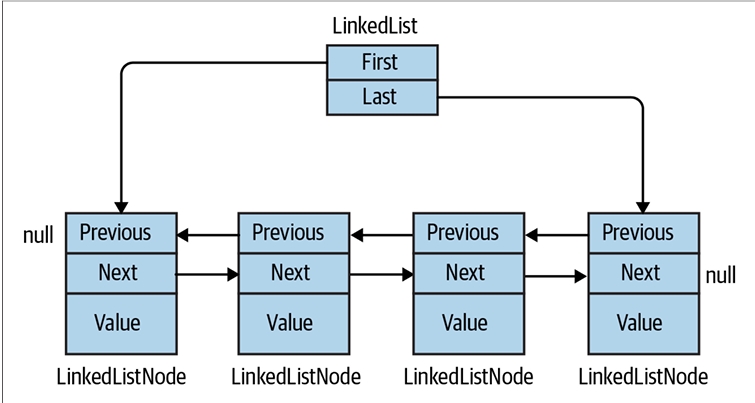 LinkedList
First
Last
null
Previous
Previous
Previous
Previous
Next
Next
Next
Next
null
Value
Value
Value
Value
LinkedListNode
LinkedListNode
LinkedListNode
LinkedListNode